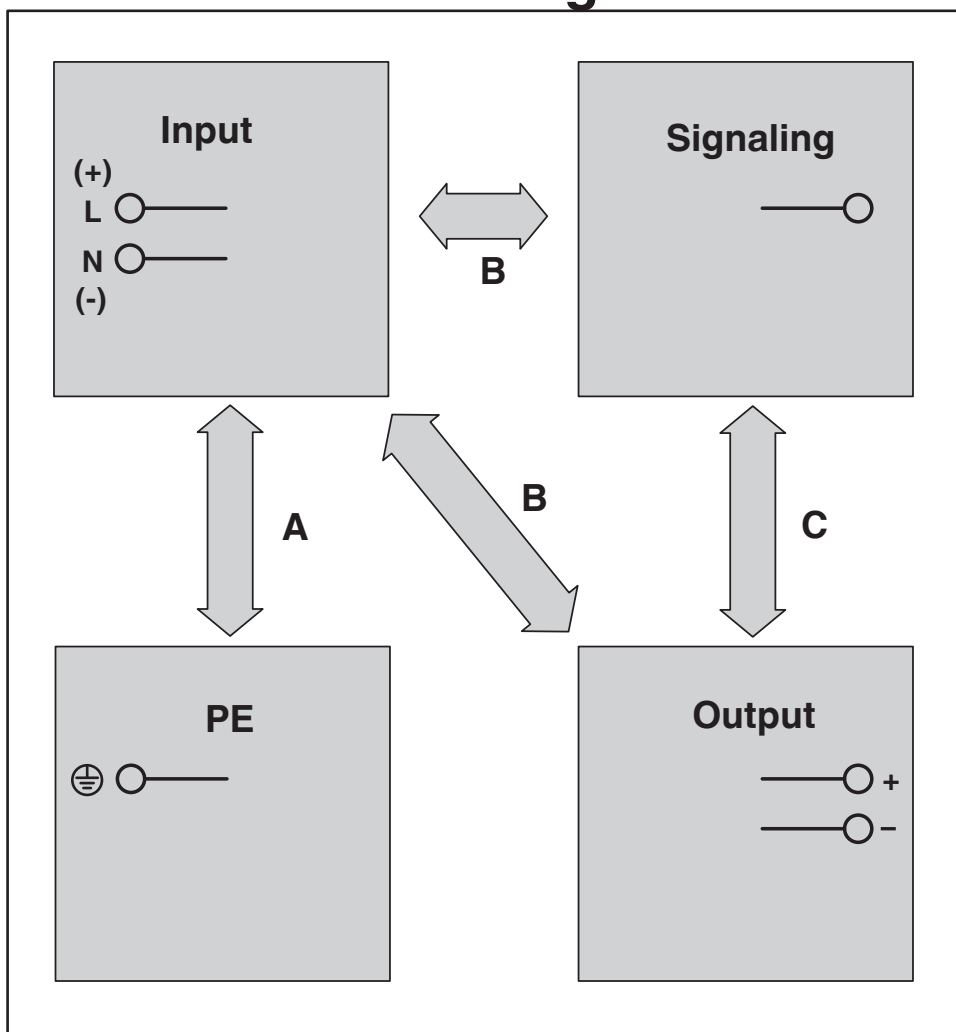 Input
(+)
L
N
(-)
Signaling
B
A
B
C
PE
Output
+
–